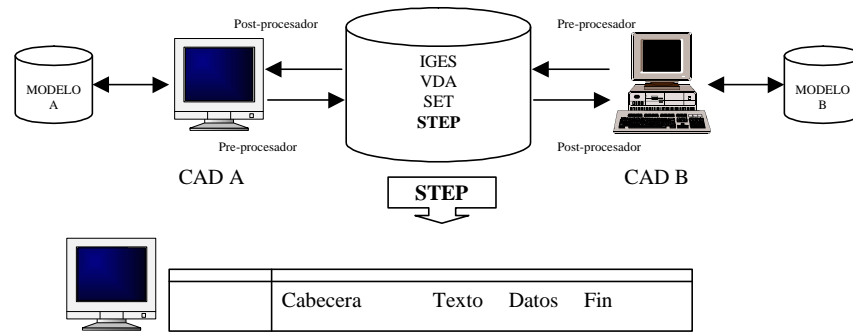 Post-procesador
Pre-procesador
IGES
VDA
SET
STEP
MODELO
A
MODELO
B
Pre-procesador
Post-procesador
CAD A
CAD B
STEP
Cabecera Texto Datos Fin